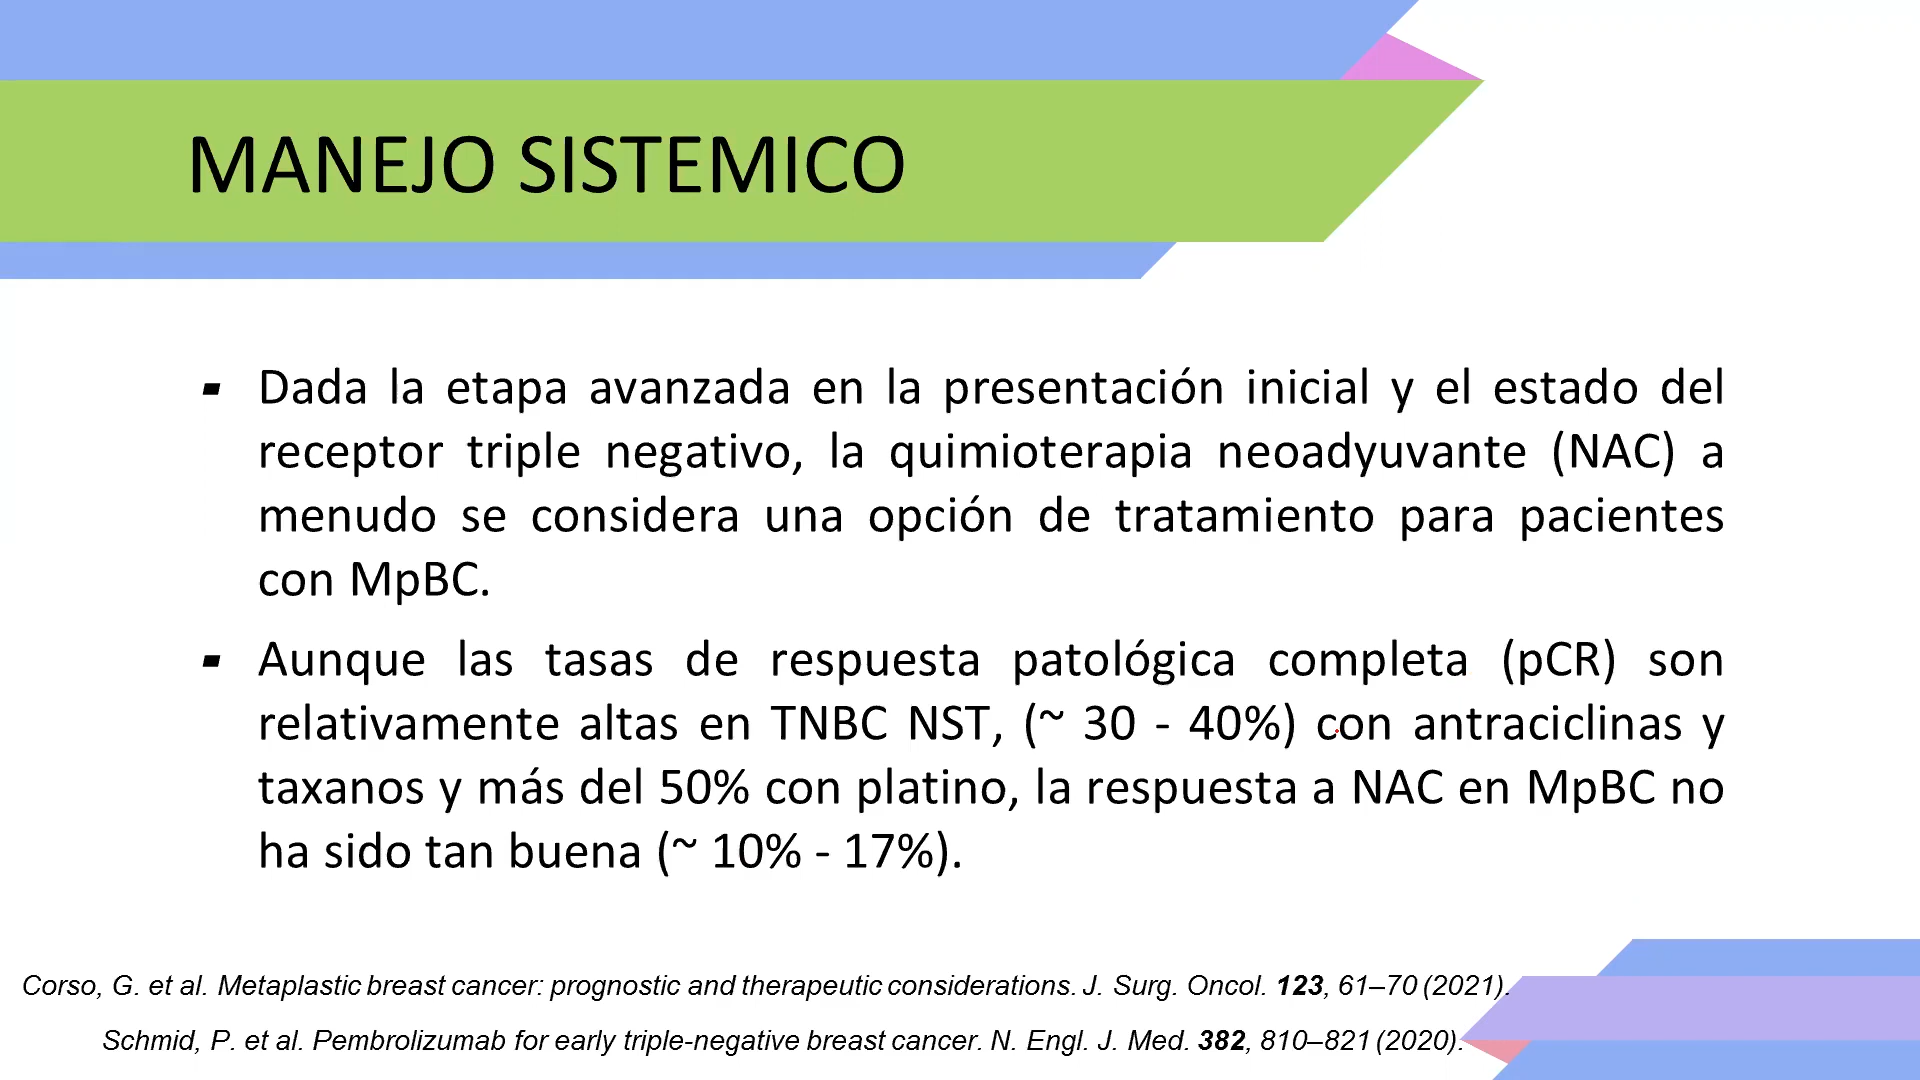 MANEJO SISTEMICO
Dada la etapa avanzada en la presentación inicial y el estado del
receptor triple negativo, la quimioterapia neoadyuvante (NAC) a
menudo se considera una opción de tratamiento para pacientes
con MpBC.
Aunque las tasas de respuesta patológica completa (pCR) son
relativamente altas en TNBC NST, (~ 30 - 40%) con antraciclinas y
taxanos y más del 50% con platino, la respuesta a NAC en MpBC no
ha sido tan buena (~ 10% - 17%).
Corso, G. et al. Metaplastic breast cancer: prognostic and therapeutic considerations. J. Surg. Oncol. 123, 61–70 (2021).
Schmid, P. et al. Pembrolizumab for early triple-negative breast cancer. N. Engl. J. Med. 382, 810–821 (2020).